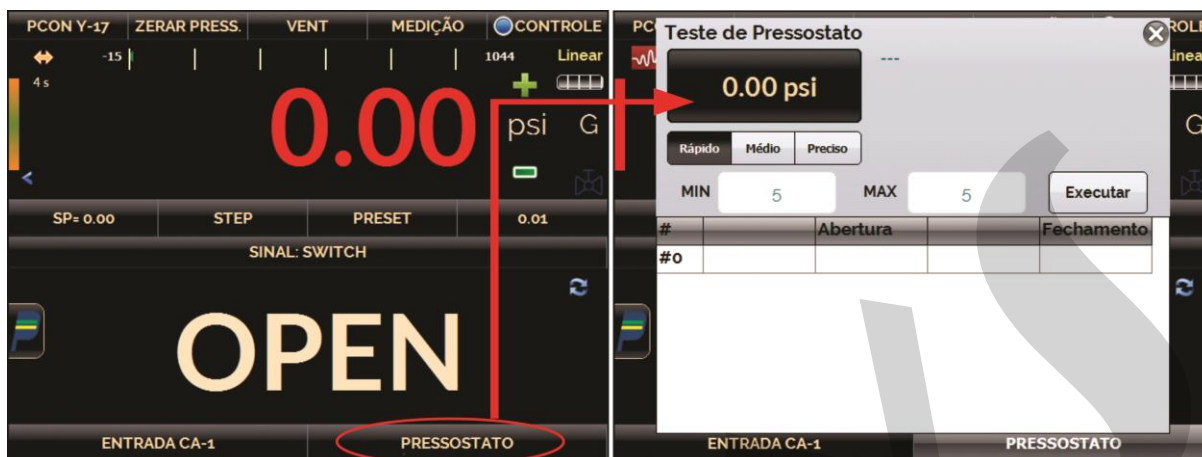 PCON Y-17 ZERAR PRESS. VENT MEDIÇÃO CONTROLE
-15 1044 Linear
4 s
0.00 psi G
<
SP= 0.00 STEP PRESET 0.01
SINAL: SWITCH
OPEN
ENTRADA CA-1 PRESSOSTATO
Teste de Pressostato
0.00 psi ---
Rápido Médio Preciso
MIN 5 MAX 5 Executar
# Abertura Fechamento
#0
G
ENTRADA CA-1 PRESSOSTATO